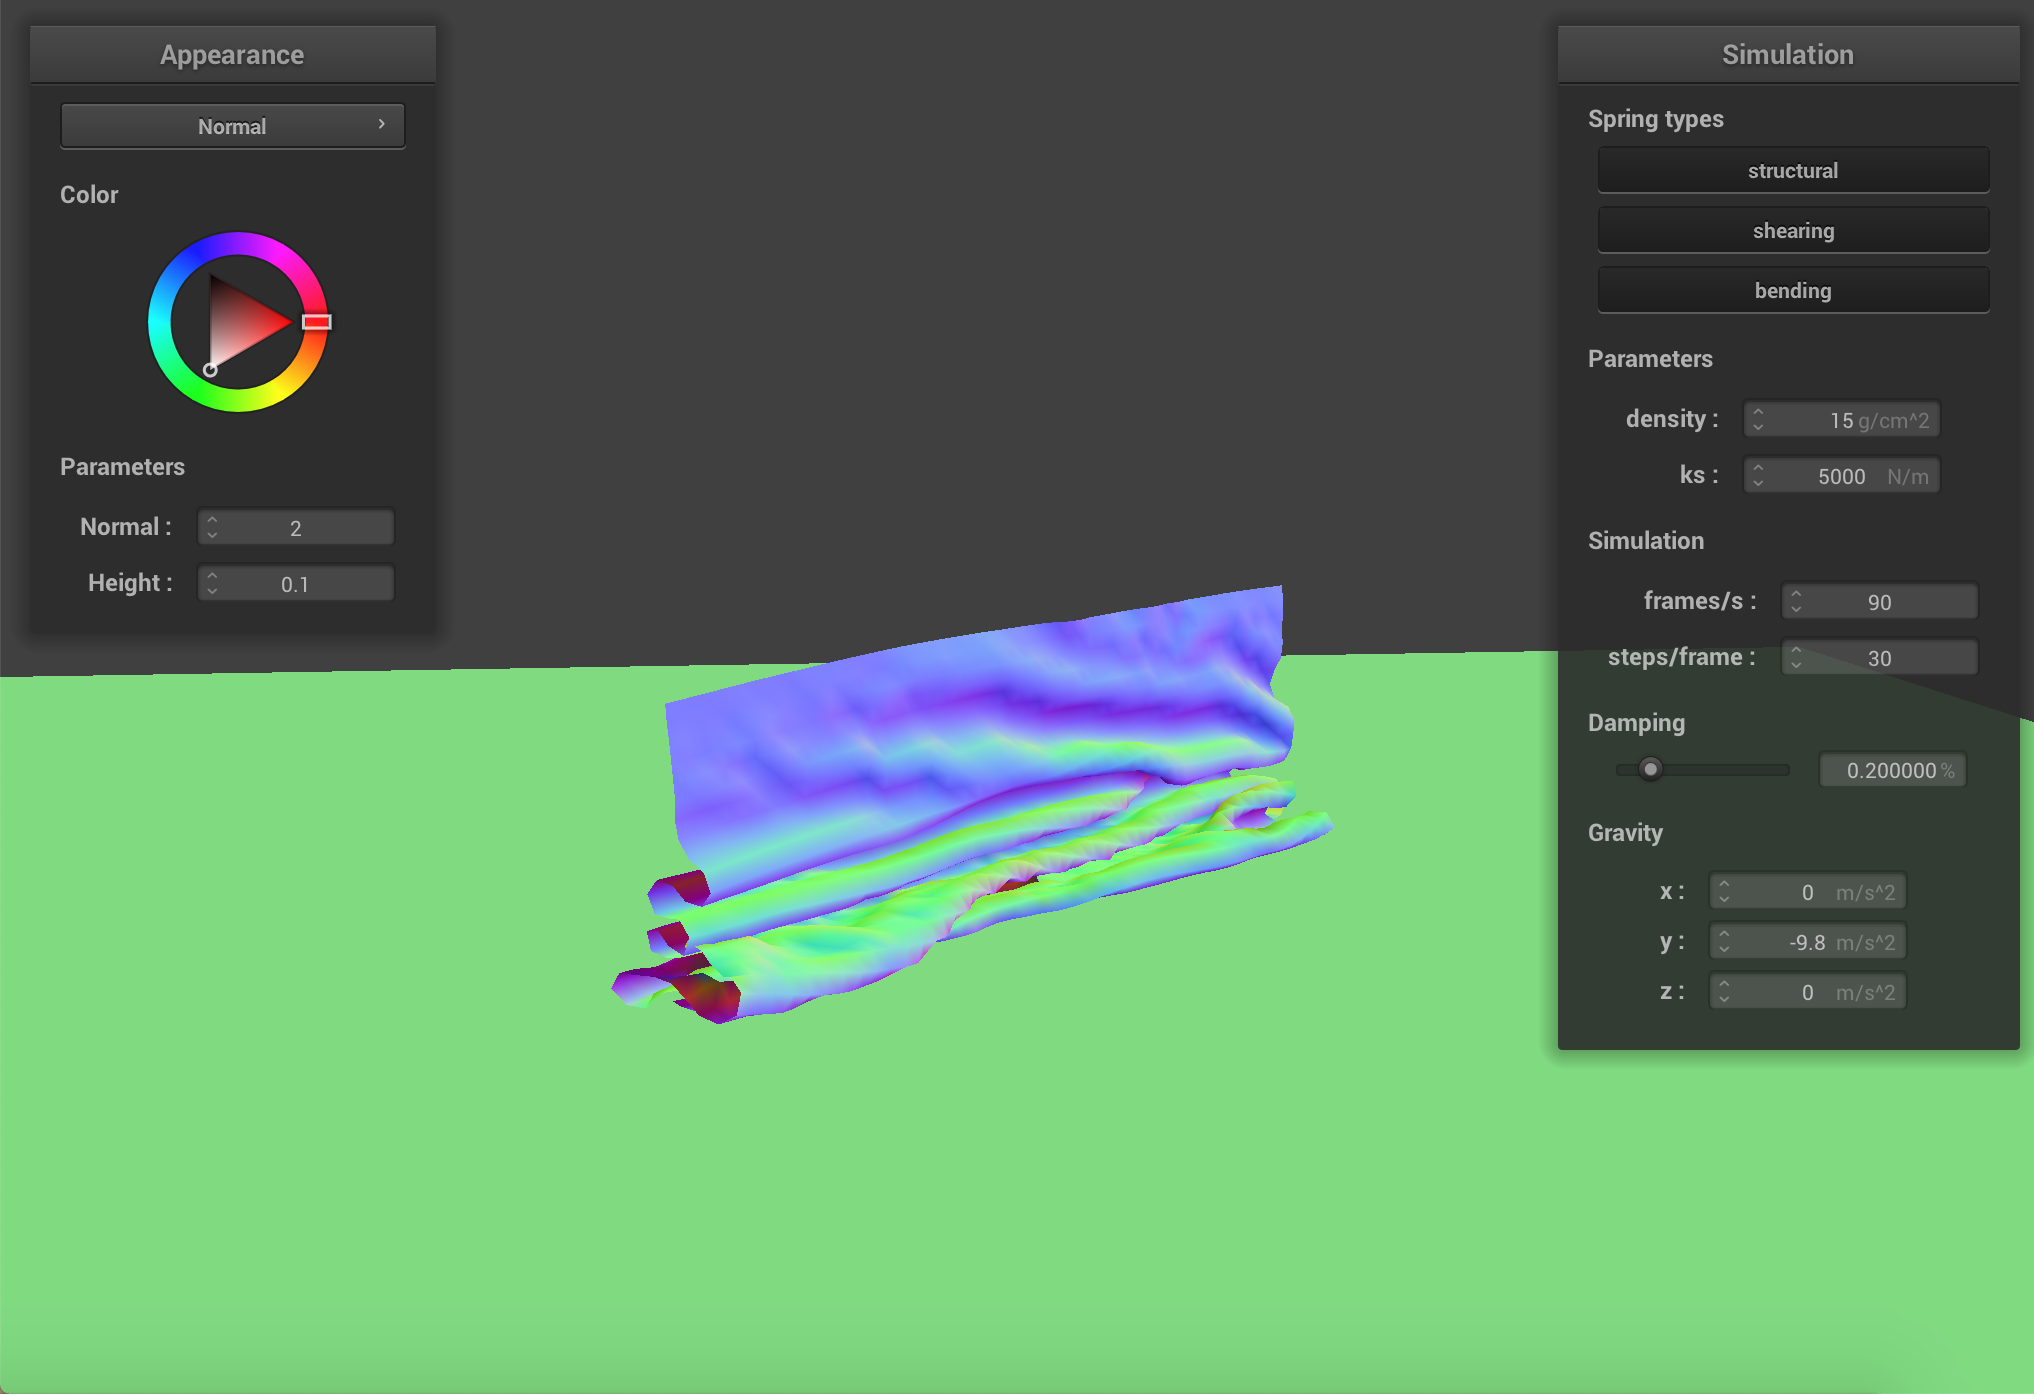 Appearance
Normal
Color
Parameters
Normal : 2
Height : 0.1
Simulation
Spring types
structural
shearing
bending
Parameters
density : 15 g/cm^2
ks : 5000 N/m
Simulation
frames/s : 90
steps/frame : 30
Damping
0.200000 %
Gravity
x : 0 m/s^2
y : -9.8 m/s^2
z : 0 m/s^2